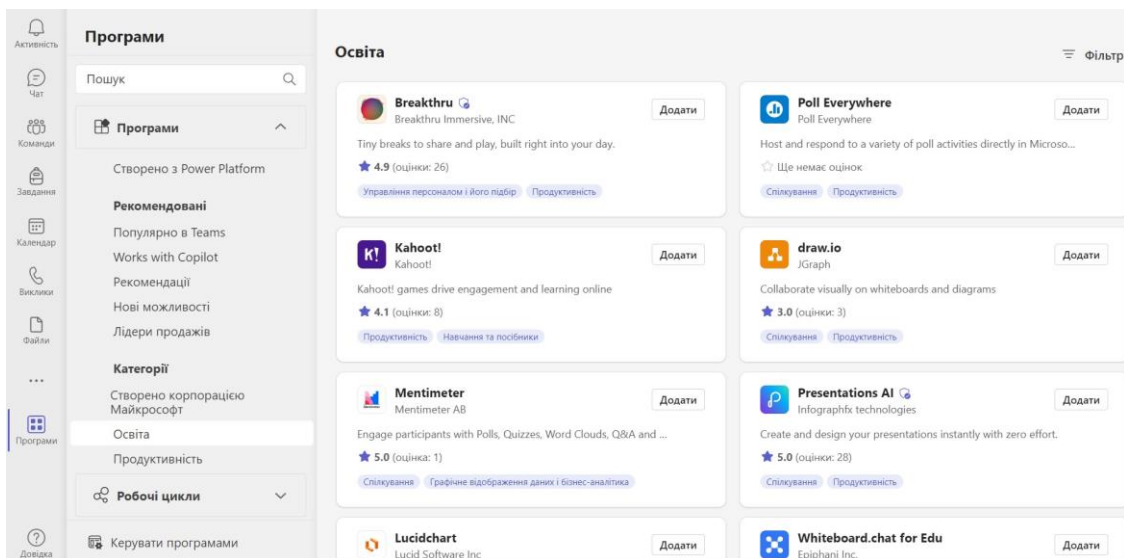 Активність
Чат
Команди
Завдання
Календар
Виклики
Файли
Програми
Довідка
Програми
Пошук
Програми
Створено з Power Platform
Рекомендовані
Популярно в Teams
Works with Copilot
Рекомендації
Нові можливості
Лідери продажів
Категорії
Створено корпорацією
Майкрософт
Освіта
Продуктивність
Робочі цикли
Керувати програмами
Освіта
Фільтр
Breakthru
Breakthru Immersive, INC
Додати
Tiny breaks to share and play, built right into your day.
4.9 (оцінки: 26)
Управління персоналом і його підбір Продуктивність
Poll Everywhere
Poll Everywhere
Додати
Host and respond to a variety of poll activities directly in Microso...
Ще немає оцінок
Спілкування Продуктивність
K!
Kahoot!
Kahoot!
Додати
Kahoot! games drive engagement and learning online
4.1 (оцінки: 8)
Продуктивність Навчання та посібники
draw.io
JGraph
Додати
Collaborate visually on whiteboards and diagrams
3.0 (оцінки: 3)
Спілкування Продуктивність
Mentimeter
Mentimeter AB
Додати
Engage participants with Polls, Quizzes, Word Clouds, Q&A and ...
5.0 (оцінка: 1)
Спілкування Графічне відображення даних і бізнес-аналітика
Presentations AI
Infographfx technologies
Додати
Create and design your presentations instantly with zero effort.
5.0 (оцінки: 28)
Спілкування Продуктивність
Lucidchart
Lucid Software Inc
Додати
Whiteboard.chat for Edu
Epiphani Inc.
Додати